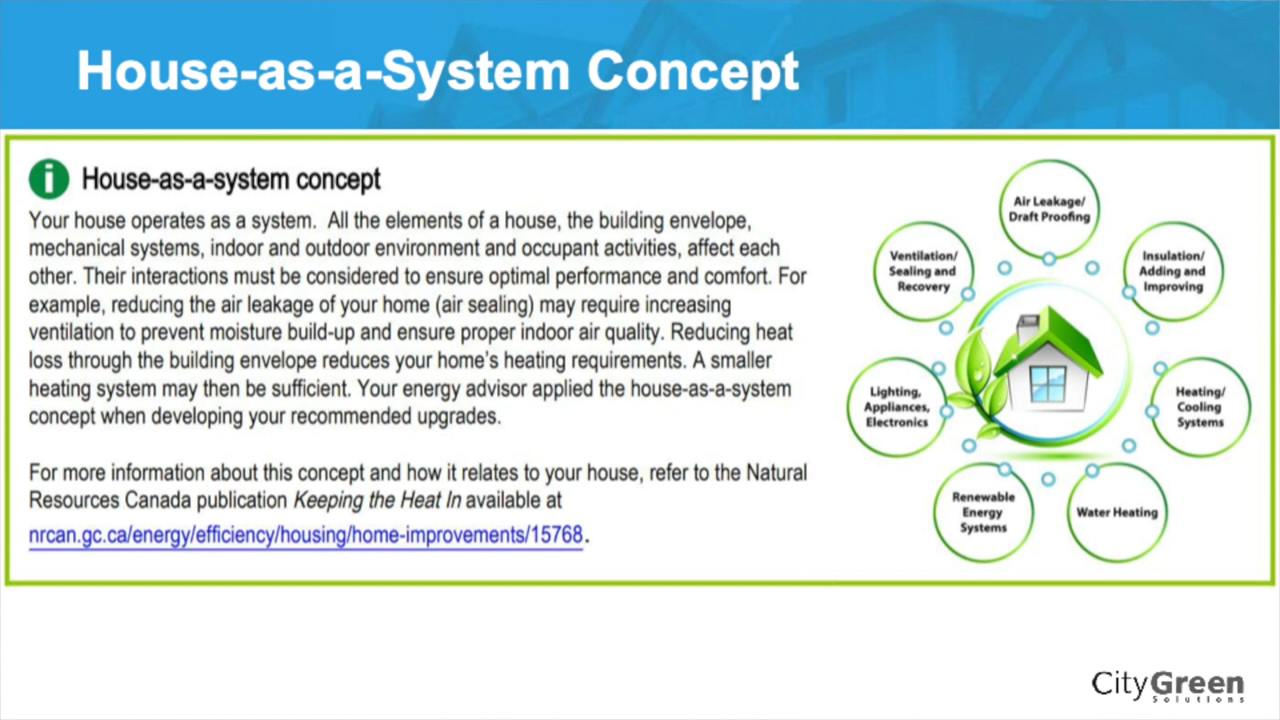 House-as-a-System Concept
i House-as-a-system concept
Your house operates as a system. All the elements of a house, the building envelope,
mechanical systems, indoor and outdoor environment and occupant activities, affect each
other. Their interactions must be considered to ensure optimal performance and comfort. For
example, reducing the air leakage of your home (air sealing) may require increasing
ventilation to prevent moisture build-up and ensure proper indoor air quality. Reducing heat
loss through the building envelope reduces your home's heating requirements. A smaller
heating system may then be sufficient. Your energy advisor applied the house-as-a-system
concept when developing your recommended upgrades.
For more information about this concept and how it relates to your house, refer to the Natural
Resources Canada publication Keeping the Heat In available at
nrcan.gc.ca/energy/efficiency/housing/home-improvements/15768.
Air Leakage/
Draft Proofing
Insulation/
Adding and
Improving
Heating/
Cooling
Systems
Water Heating
Renewable
Energy
Systems
Lighting,
Appliances,
Electronics
Ventilation/
Sealing and
Recovery
CityGreen
Solutions